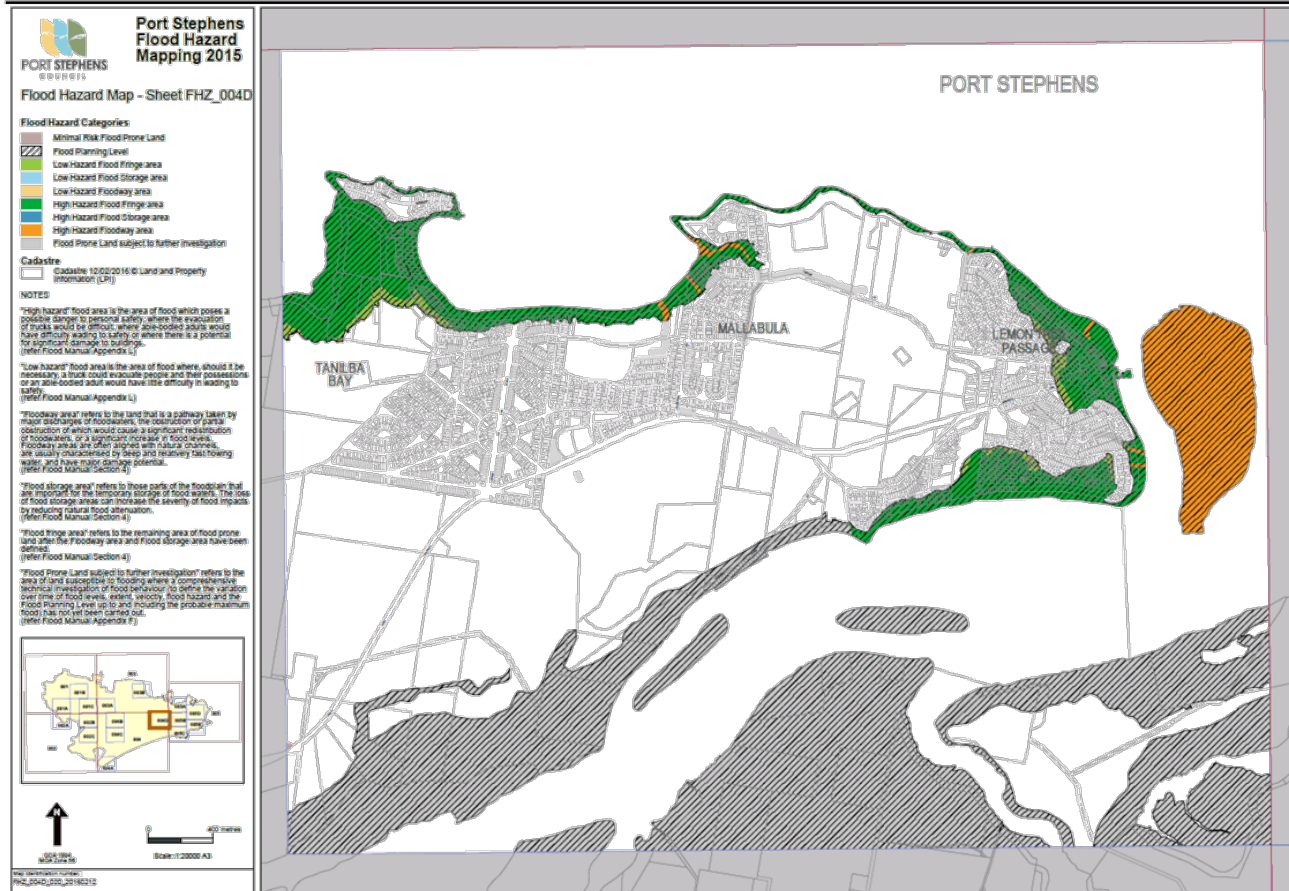 PORT STEPHENS
COUNCIL
Port Stephens
Flood Hazard
Mapping 2015
Flood Hazard Map - Sheet FHZ_004D
Flood Hazard Categories
Minimal Risk Flood Prone Land
Flood Planning Level
Low Hazard Flood Fringe area
Low Hazard Flood Storage area
Low Hazard Floodway area
High Hazard Flood Fringe area
High Hazard Flood Storage area
High Hazard Floodway area
Flood Prone Land subject to further investigation
Cadastre
Cadastre 12/02/2016 © Land and Property
Information (LPI)
NOTES
"High hazard" flood area is the area of flood which poses a
possible danger to personal safety, where the evacuation
of trucks would be difficult, where able-bodied adults would
have difficulty wading to safety or where there is a potential
for significant damage to buildings.
(refer Flood Manual Appendix L)
"Low hazard" flood area is the area of flood where, should it be
necessary, a truck could evacuate people and their possessions
or an able-bodied adult would have little difficulty in wading to
safety.
(refer Flood Manual Appendix L)
"Floodway area" refers to the land that is a pathway taken by
major discharges of floodwaters, the obstruction or partial
obstruction of which would cause a significant redistribution
of floodwaters, or a significant increase in flood levels.
Floodway areas are often aligned with natural channels,
are usually characterised by deep and relatively fast flowing
water, and have major damage potential.
(refer Flood Manual Section 4)
"Flood storage area" refers to those parts of the floodplain that
are important for the temporary storage of flood waters. The loss
of flood storage areas can increase the severity of flood impacts
by reducing natural flood attenuation.
(refer Flood Manual Section 4)
"Flood fringe area" refers to the remaining area of flood prone
land after the Floodway area and Flood storage area have been
defined.
(refer Flood Manual Section 4)
"Flood Prone Land subject to further investigation" refers to the
area of land susceptible to flooding where a comprehensive
technical investigation of flood behaviour (to define the variation
over time of flood levels, extent, velocity, flood hazard and the
Flood Planning Level up to and including the probable maximum
flood) has not yet been carried out.
(refer Flood Manual Appendix F)
N
GDA 1994
MGA Zone 56
0 400 metres
Scale 1:20000 A3
Map identification number:
FHZ_004D_020_20160212
PORT STEPHENS
MALLABULA
LEMON
PASSAGE
TANILBA
BAY